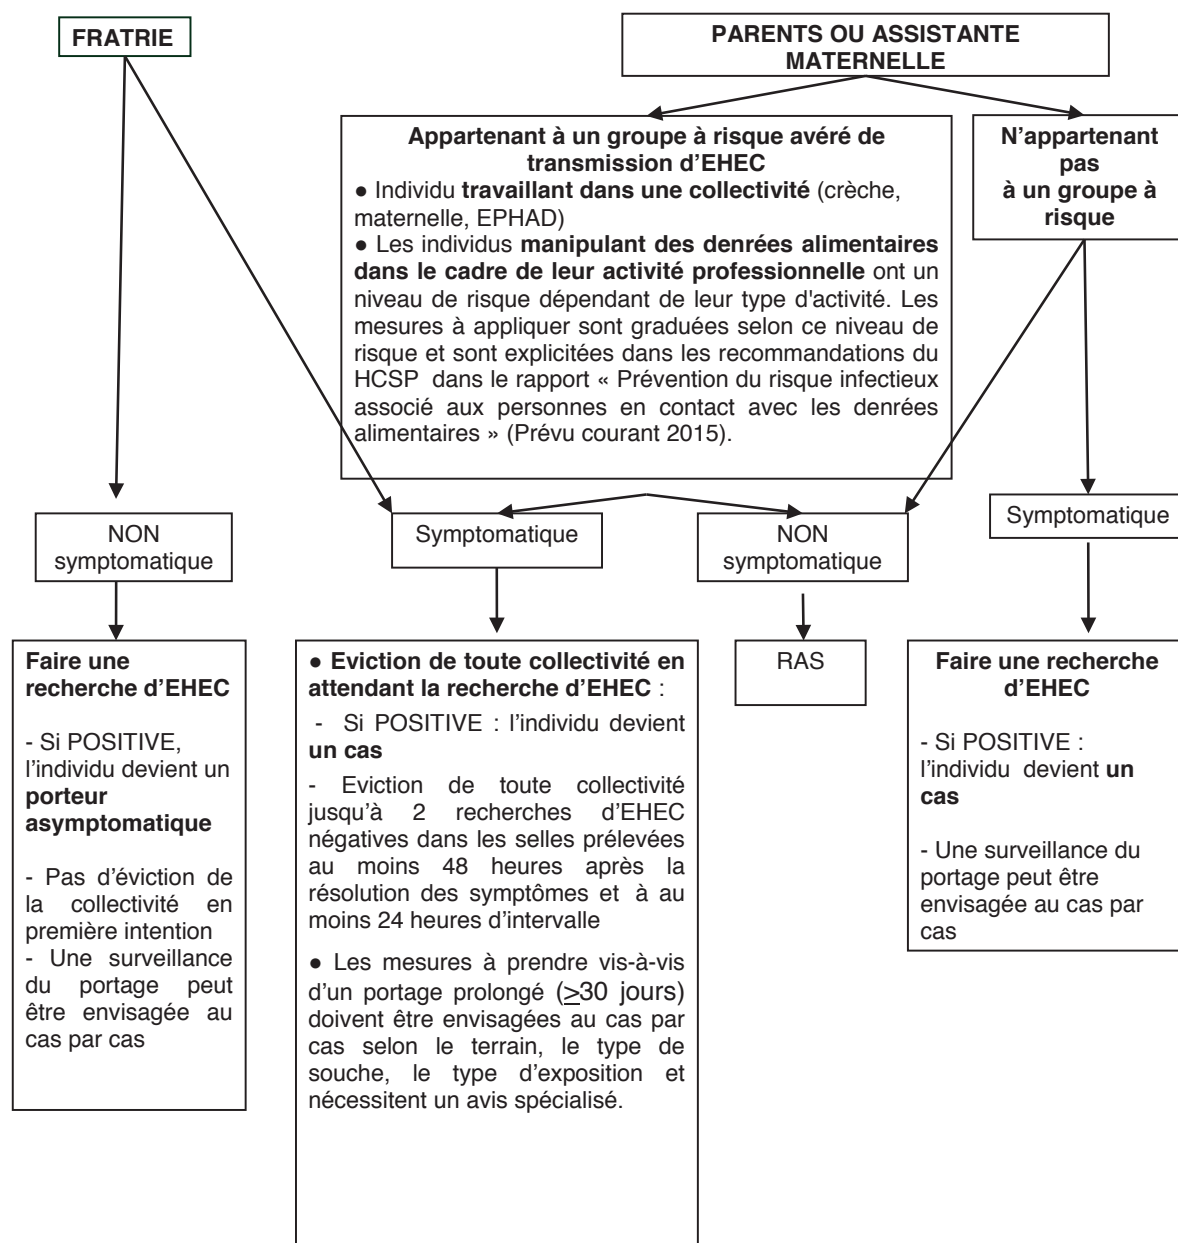 FRATRIE
PARENTS OU ASSISTANTE
MATERNELLE
Appartenant à un groupe à risque avéré de
transmission d'EHEC
● Individu travaillant dans une collectivité (crèche,
maternelle, EPHAD)
● Les individus manipulant des denrées alimentaires
dans le cadre de leur activité professionnelle ont un
niveau de risque dépendant de leur type d'activité. Les
mesures à appliquer sont graduées selon ce niveau de
risque et sont explicitées dans les recommandations du
HCSP dans le rapport « Prévention du risque infectieux
associé aux personnes en contact avec les denrées
alimentaires » (Prévu courant 2015).
N'appartenant
pas
à un groupe à
risque
NON
symptomatique
Symptomatique
NON
symptomatique
Symptomatique
Faire une
recherche d'EHEC
- Si POSITIVE,
l'individu devient un
porteur
asymptomatique
- Pas d'éviction de
la collectivité en
première intention
- Une surveillance
du portage peut
être envisagée au
cas par cas
● Eviction de toute collectivité en
attendant la recherche d'EHEC :
- Si POSITIVE : l'individu devient
un cas
- Eviction de toute collectivité
jusqu'à 2 recherches d'EHEC
négatives dans les selles prélevées
au moins 48 heures après la
résolution des symptômes et à au
moins 24 heures d'intervalle
● Les mesures à prendre vis-à-vis
d'un portage prolongé (≥30 jours)
doivent être envisagées au cas par
cas selon le terrain, le type de
souche, le type d'exposition et
nécessitent un avis spécialisé.
RAS
Faire une recherche
d'EHEC
- Si POSITIVE :
l'individu devient un
cas
- Une surveillance du
portage peut être
envisagée au cas par
cas